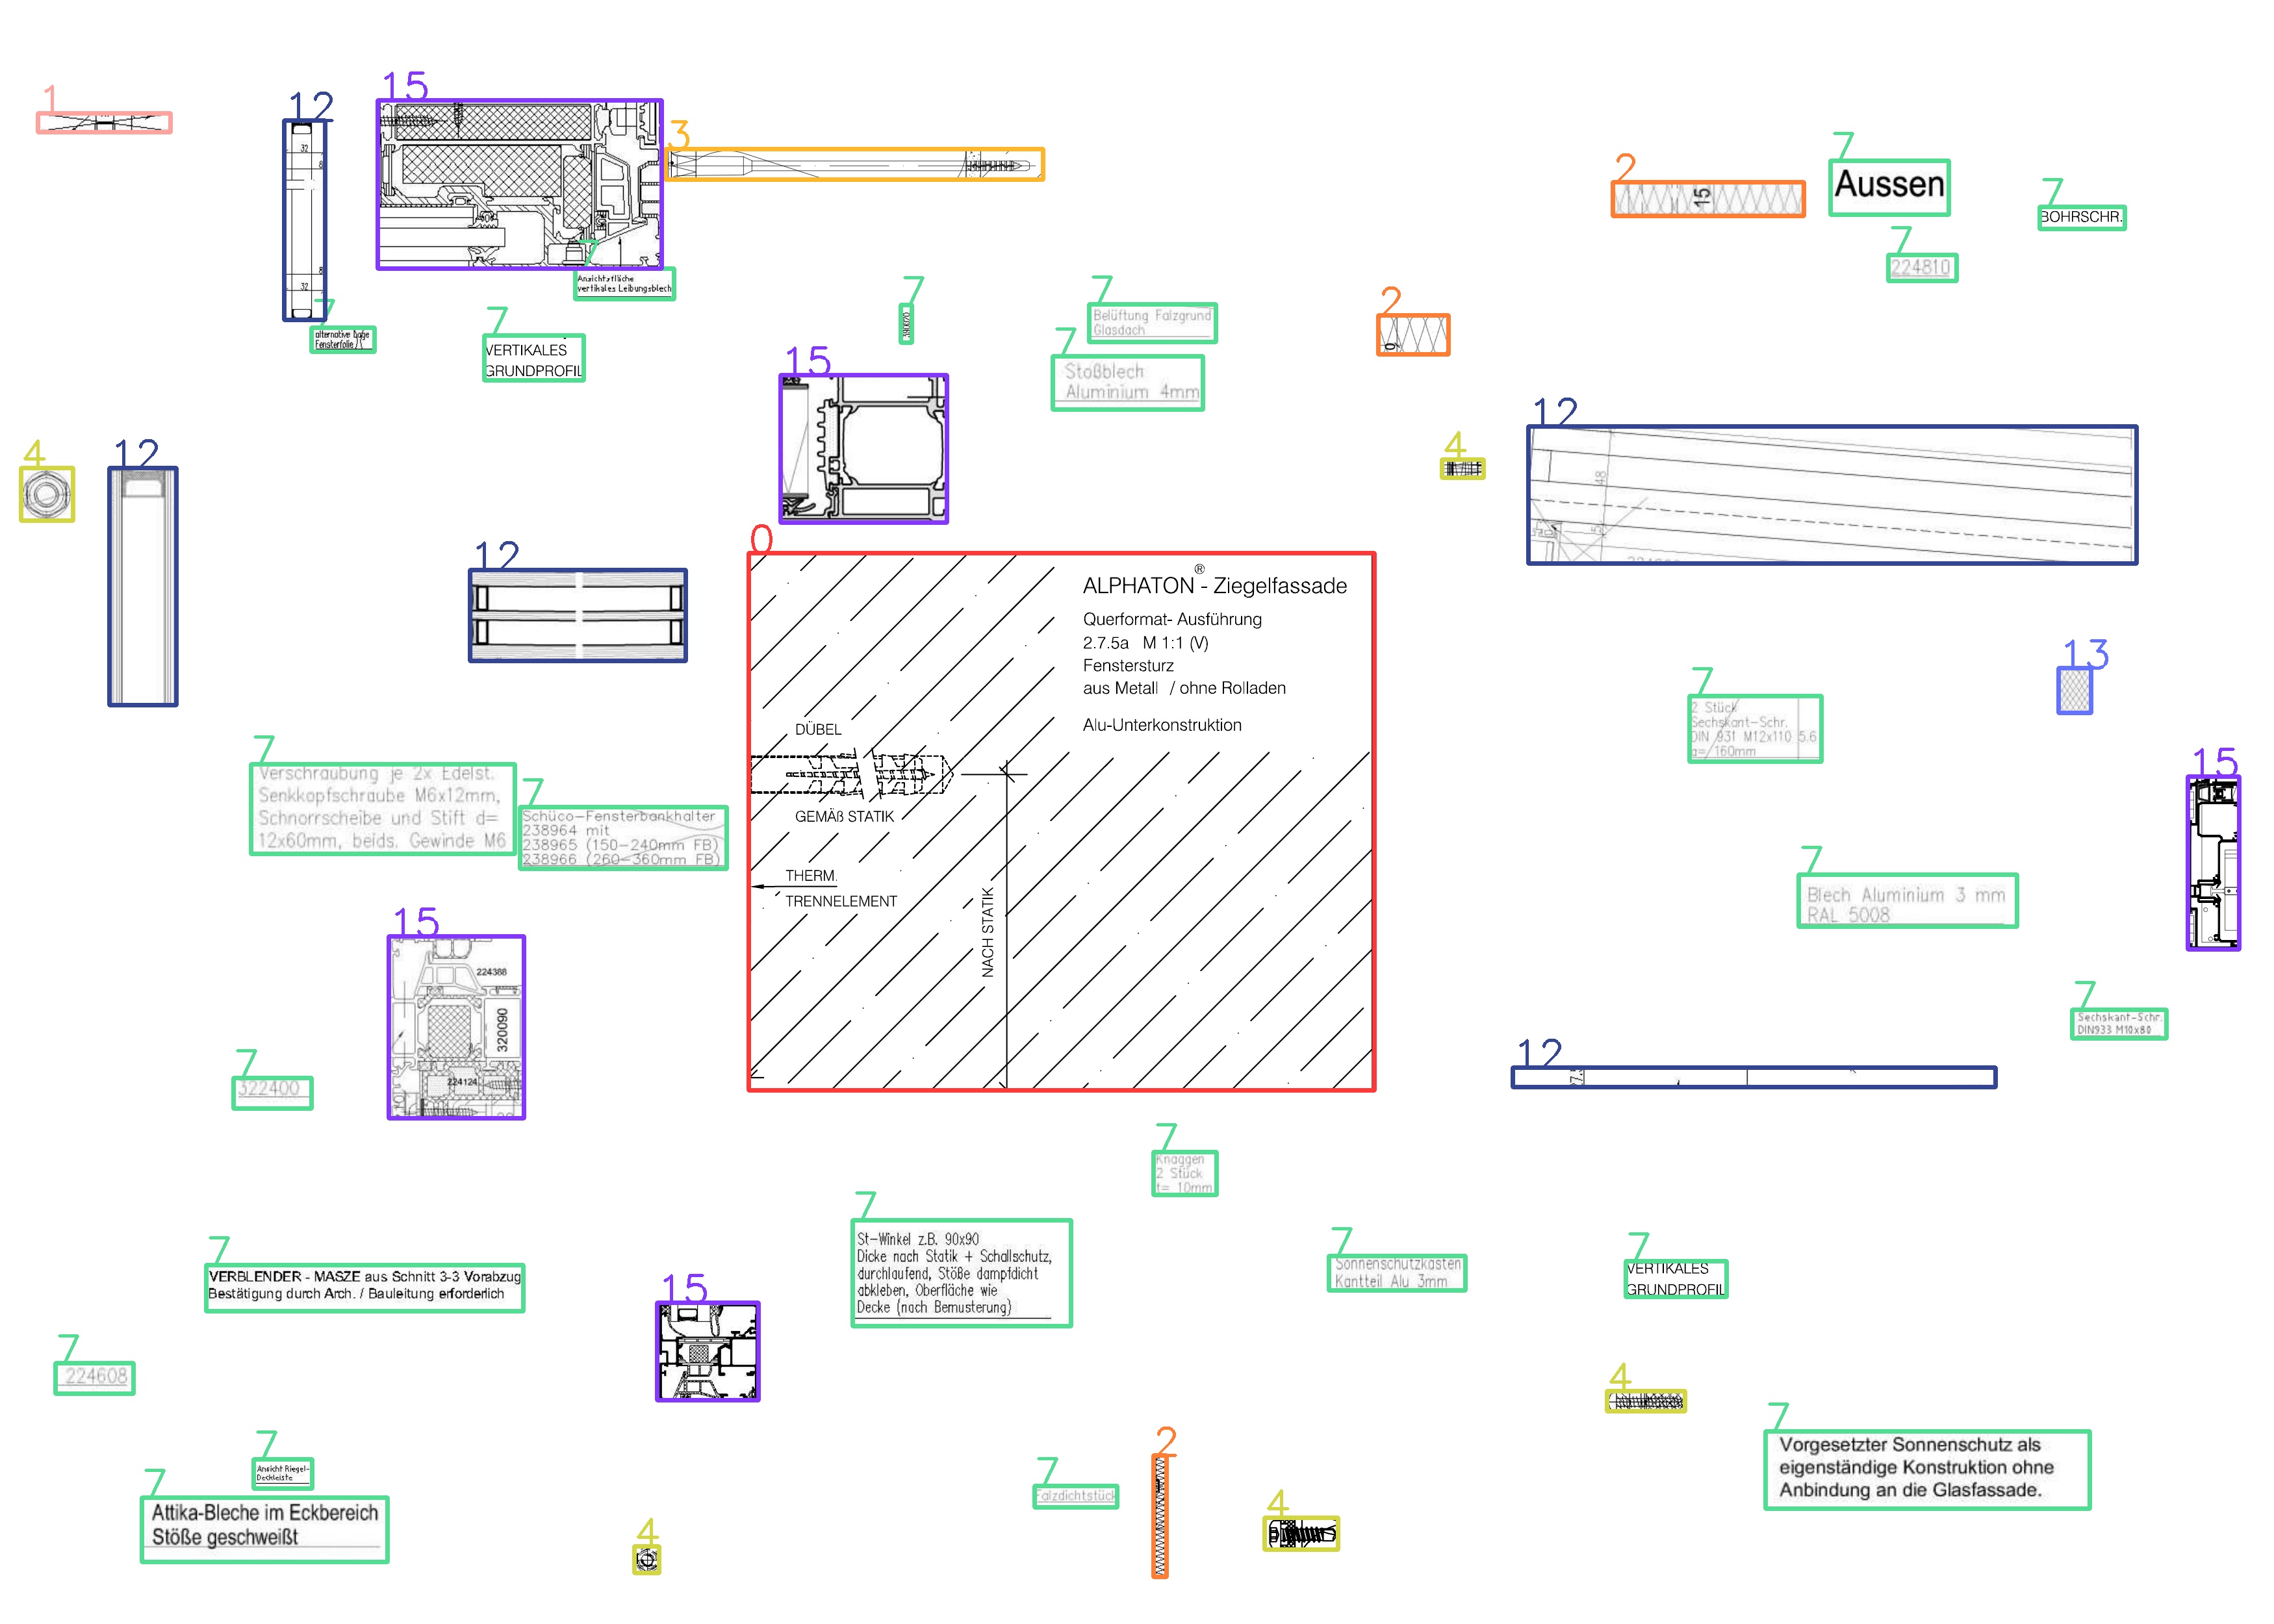 1
12
15
3
2
7
Aussen
7
BOHRSCHR.
7
224810
15
32
8
8
32
7
Ansichtsfläche
vertikales Leibungsblech
7
alternative Lage
Fensterfolie
7
VERTIKALES
GRUNDPROFIL
7
7
Belüftung Falzgrund
Glasdach
7
Stoßblech
Aluminium 4mm
2
15
4
12
4
12
48
12
0
ALPHATON® - Ziegelfassade
Querformat- Ausführung
2.7.5a M 1:1 (V)
Fenstersturz
aus Metall / ohne Rolladen
Alu-Unterkonstruktion
DÜBEL
GEMÄß STATIK
THERM.
TRENNELEMENT
NACH STATIK
13
7
2 Stück
Sechskant-Schr.
DIN 931 M12x110 5.6
a= 160mm
15
7
Verschraubung je 2x Edelst.
Senkkopfschraube M6x12mm,
Schnorrscheibe und Stift d=
12x60mm, beids. Gewinde M6
7
Schüco-Fensterbankhalter
238964 mit
238965 (150-240mm FB)
238966 (260-360mm FB)
7
Blech Aluminium 3 mm
RAL 5008
15
224388
320090
224124
7
Sechskant-Schr.
DIN933 M10x80
12
27.5
7
322400
7
Knaggen
2 Stück
t= 10mm
7
St-Winkel z.B. 90x90
Dicke nach Statik + Schallschutz,
durchlaufend, Stöße dampfdicht
abkleben, Oberfläche wie
Decke (nach Bemusterung)
7
VERBLENDER - MASZE aus Schnitt 3-3 Vorabzug
Bestätigung durch Arch. / Bauleitung erforderlich
7
Sonnenschutzkasten
Kantteil Alu 3mm
7
VERTIKALES
GRUNDPROFIL
15
7
224608
4
7
Vorgesetzter Sonnenschutz als
eigenständige Konstruktion ohne
Anbindung an die Glasfassade.
7
Ansicht Riegel-
Deckleiste
7
Attika-Bleche im Eckbereich
Stöße geschweißt
7
Falzdichtstück
2
4
4